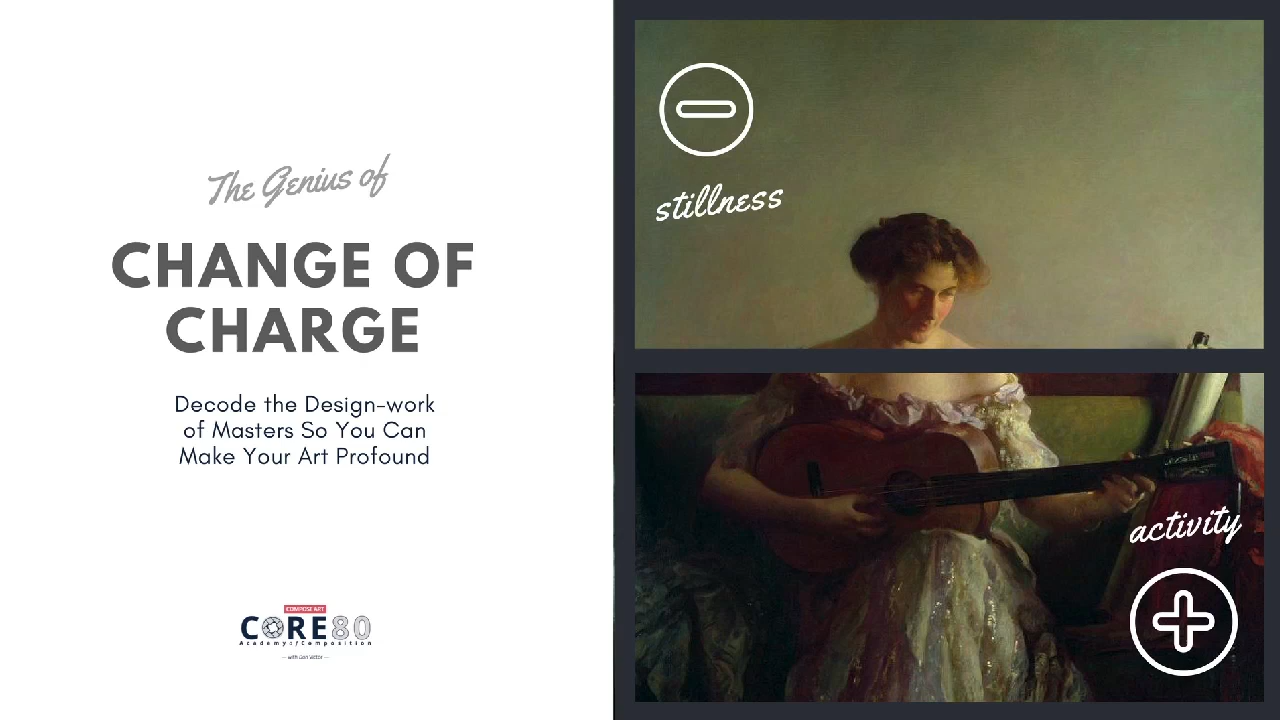 The Genius of
CHANGE OF
CHARGE
Decode the Design-work
of Masters So You Can
Make Your Art Profound
COMPOSE ART
CORE80
Academy of Composition
stillness
activity